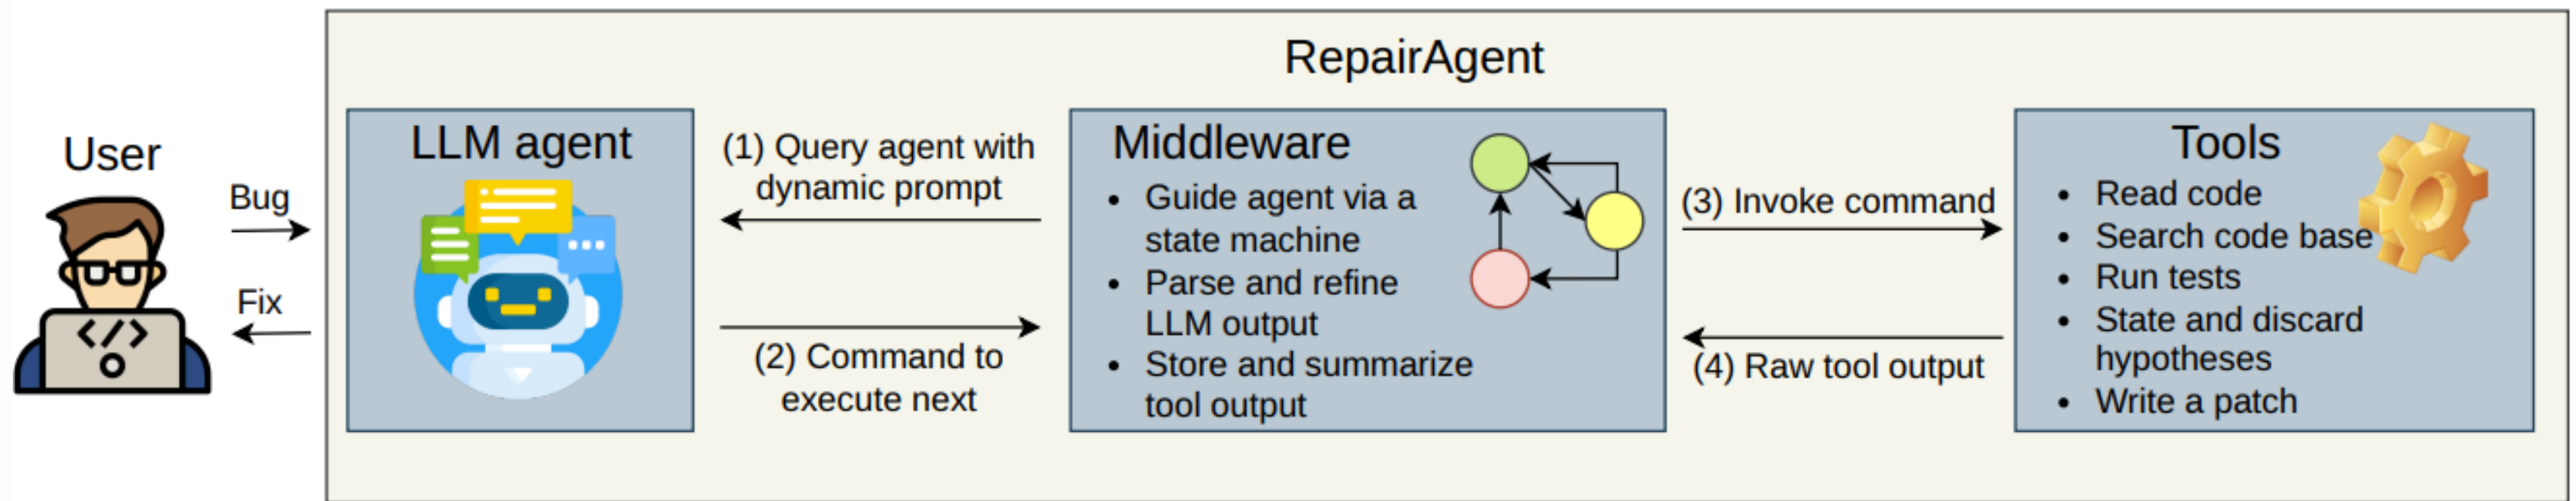 RepairAgent
User
Bug
Fix
LLM agent
(1) Query agent with
dynamic prompt
(2) Command to
execute next
Middleware
• Guide agent via a
state machine
• Parse and refine
LLM output
• Store and summarize
tool output
(3) Invoke command
(4) Raw tool output
Tools
• Read code
• Search code base
• Run tests
• State and discard
hypotheses
• Write a patch